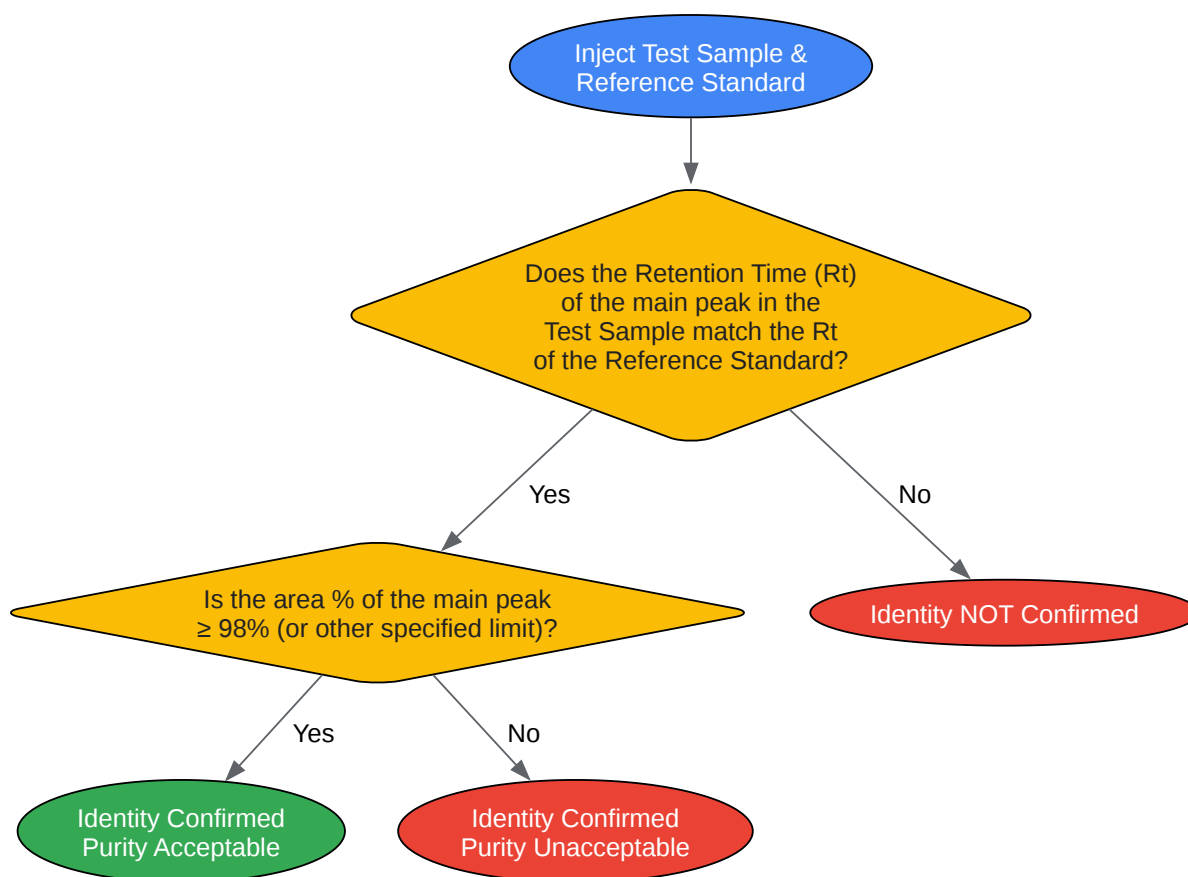 Inject Test Sample &
Reference Standard
Does the Retention Time (Rt)
of the main peak in the
Test Sample match the Rt
of the Reference Standard?
Yes
No
Is the area % of the main peak
≥ 98% (or other specified limit)?
Identity NOT Confirmed
Yes
No
Identity Confirmed
Purity Acceptable
Identity Confirmed
Purity Unacceptable